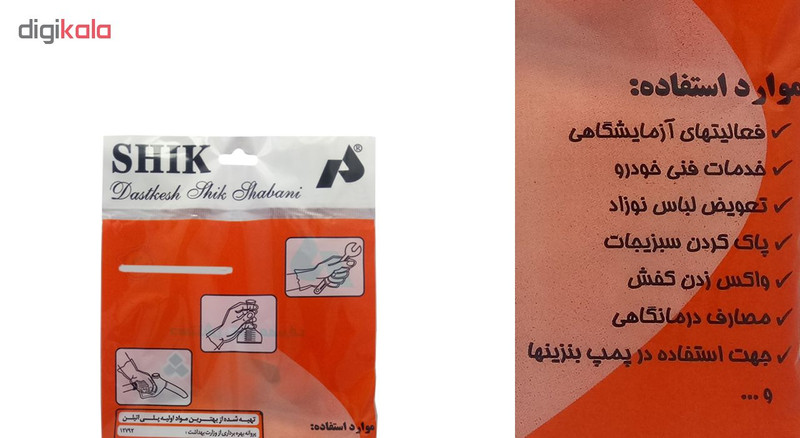 digikala
SHIK
®
Dastkesh Shik Shabani
تهیه شده از بهترین مواد اولیه پلی اتیلن
پروانه بهره برداری از وزارت بهداشت: ۱۲۷۹۲
موارد استفاده:
موارد استفاده:
✓ فعالیتهای آزمایشگاهی
✓ خدمات فنی خودرو
✓ تعویض لباس نوزاد
✓ پاک کردن سبزیجات
✓ واکس زدن کفش
✓ مصارف درمانگاهی
✓ جهت استفاده در پمپ بنزینها
و ...